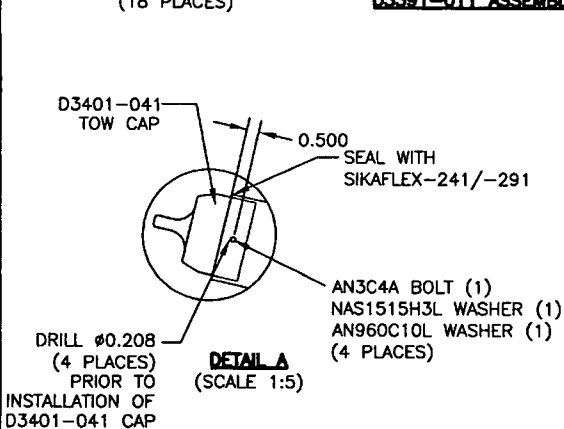 (18 PLACES)
D3391-011 ASSEMBL
D3401-041
TOW CAP
0.500
SEAL WITH
SIKAFLEX-241/-291
AN3C4A BOLT (1)
NAS1515H3L WASHER (1)
AN960C10L WASHER (1)
(4 PLACES)
DRILL ø0.208
(4 PLACES)
PRIOR TO
INSTALLATION OF
D3401-041 CAP
DETAIL A
(SCALE 1:5)